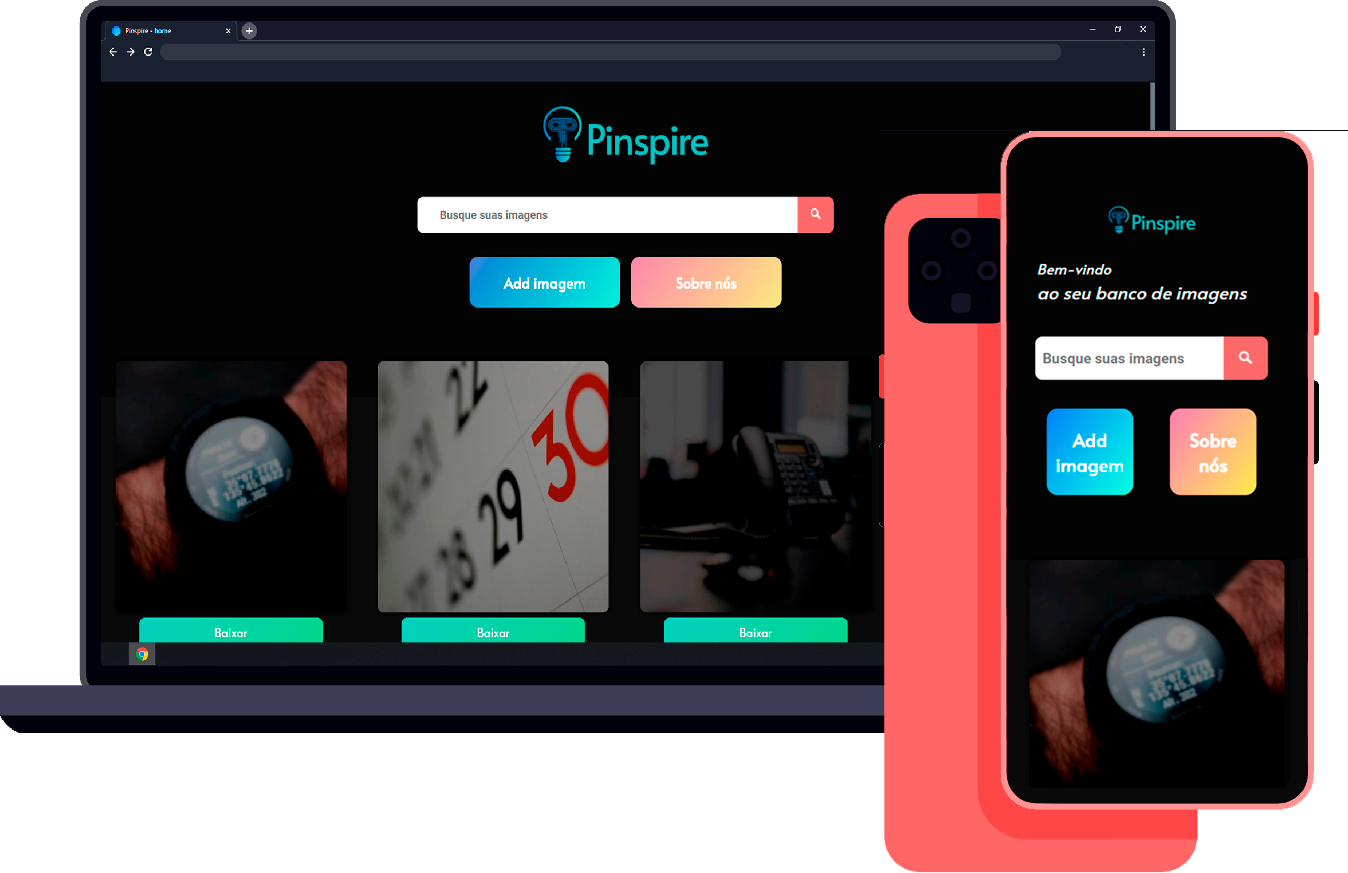 Pinspire - home
Pinspire
Busque suas imagens
Add imagem
Sobre nós
22
30
29
28
27
Baixar
Baixar
Baixar
Pinspire
Bem-vindo
ao seu banco de imagens
Busque suas imagens
Add
imagem
Sobre
nós